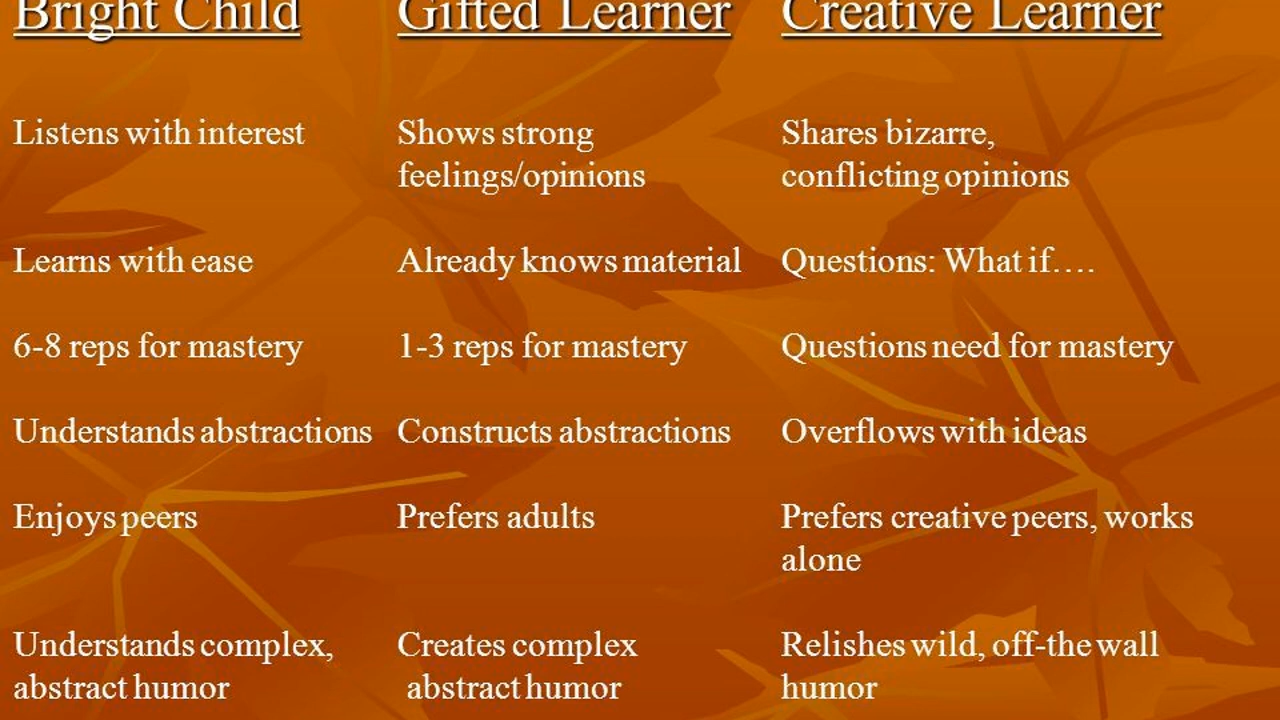 Bright Child Gifted Learner Creative Learner
Listens with interest Shows strong Shares bizarre,
feelings/opinions conflicting opinions
Learns with ease Already knows material Questions: What if….
6-8 reps for mastery 1-3 reps for mastery Questions need for mastery
Understands abstractions Constructs abstractions Overflows with ideas
Enjoys peers Prefers adults Prefers creative peers, works
alone
Understands complex, Creates complex Relishes wild, off-the wall
abstract humor abstract humor humor